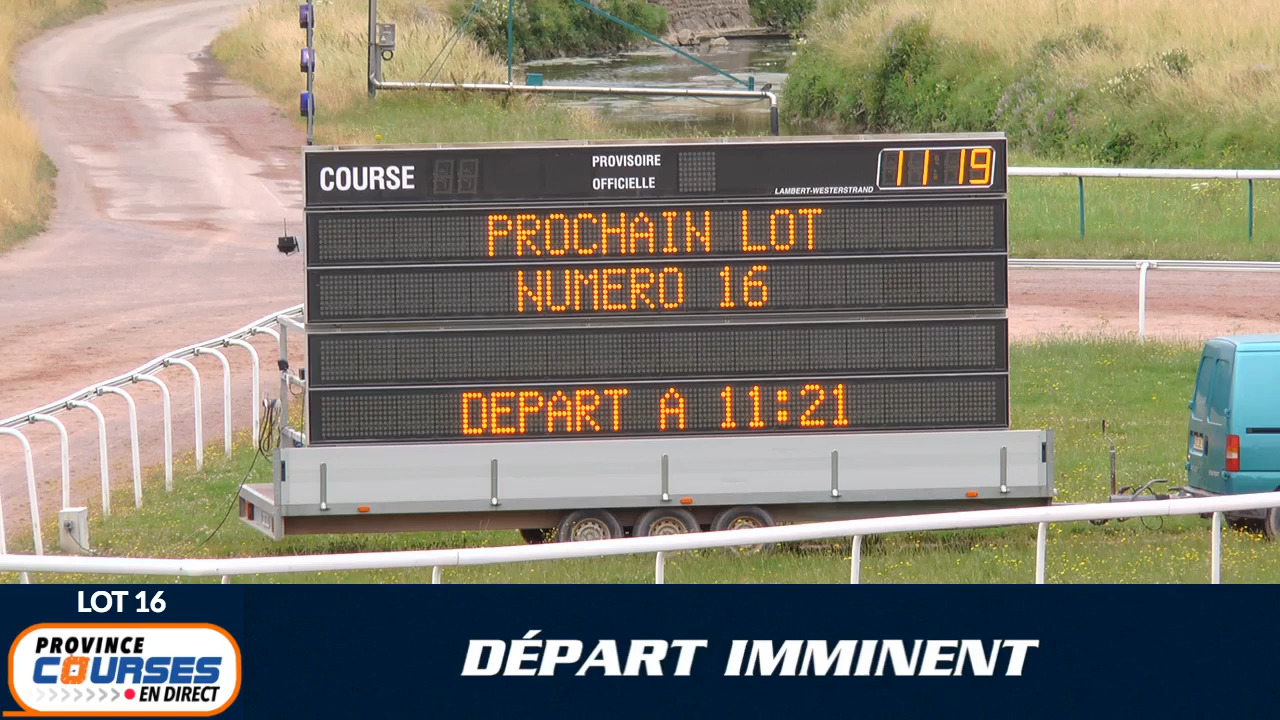 COURSE
PROVISOIRE
OFFICIELLE
LAMBERT-WESTERSTRAND
11:19
PROCHAIN LOT
NUMERO 16
DEPART A 11:21
LOT 16
PROVINCE
COURSES
EN DIRECT
DÉPART IMMINENT